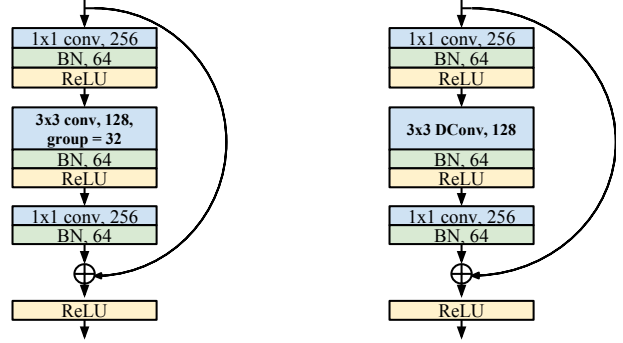 1x1 conv, 256
BN, 64
ReLU
3x3 conv, 128,
group = 32
BN, 64
ReLU
1x1 conv, 256
BN, 64
ReLU
1x1 conv, 256
BN, 64
ReLU
3x3 DConv, 128
BN, 64
ReLU
1x1 conv, 256
BN, 64
ReLU